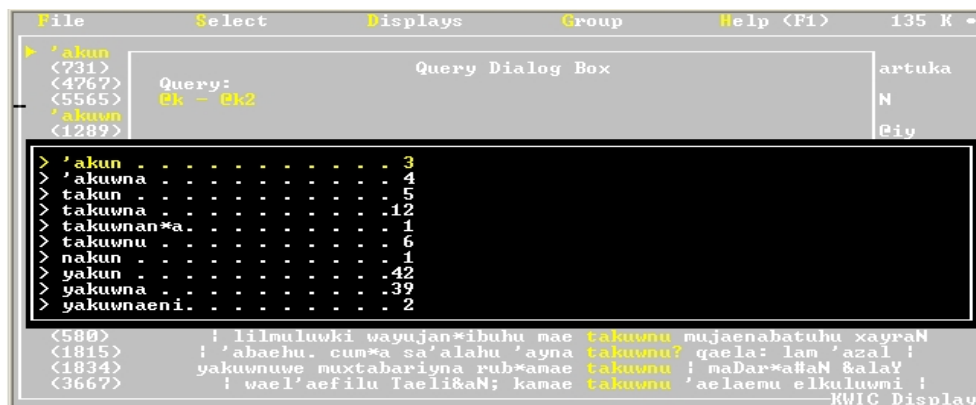 File Select Displays Group Help (F1) 135 K
'akun
(731) Query Dialog Box artuka
(4767) Query:
(5565) @k - @k2 N
'akuwn
(1289) @iy
> 'akun . . . . . . . . . . . 3
> 'akuwna . . . . . . . . . . 4
> takun . . . . . . . . . . . 5
> takuwna . . . . . . . . . .12
> takuwnan*a. . . . . . . . . 1
> takuwnu . . . . . . . . . . 6
> nakun . . . . . . . . . . . 1
> yakun . . . . . . . . . . .42
> yakuwna . . . . . . . . . .39
> yakuwnaeni. . . . . . . . . 2
(580) ¦ lilmuluwki wayujan*ibuhu mae takuwnu mujaenabatuhu xayraN
(1815) ¦ 'abaehu. cum*a sa'alahu 'ayna takuwnu? qaela: lam 'azal ¦
(1834) yakuwnuwe muxtabariyna rub*amae takuwnu ¦ maDar*a#aN &alaY
(3667) ¦ wael'aefilu Taeli&aN; kamae takuwnu 'aelaemu elkuluwmi ¦
KWIC Display